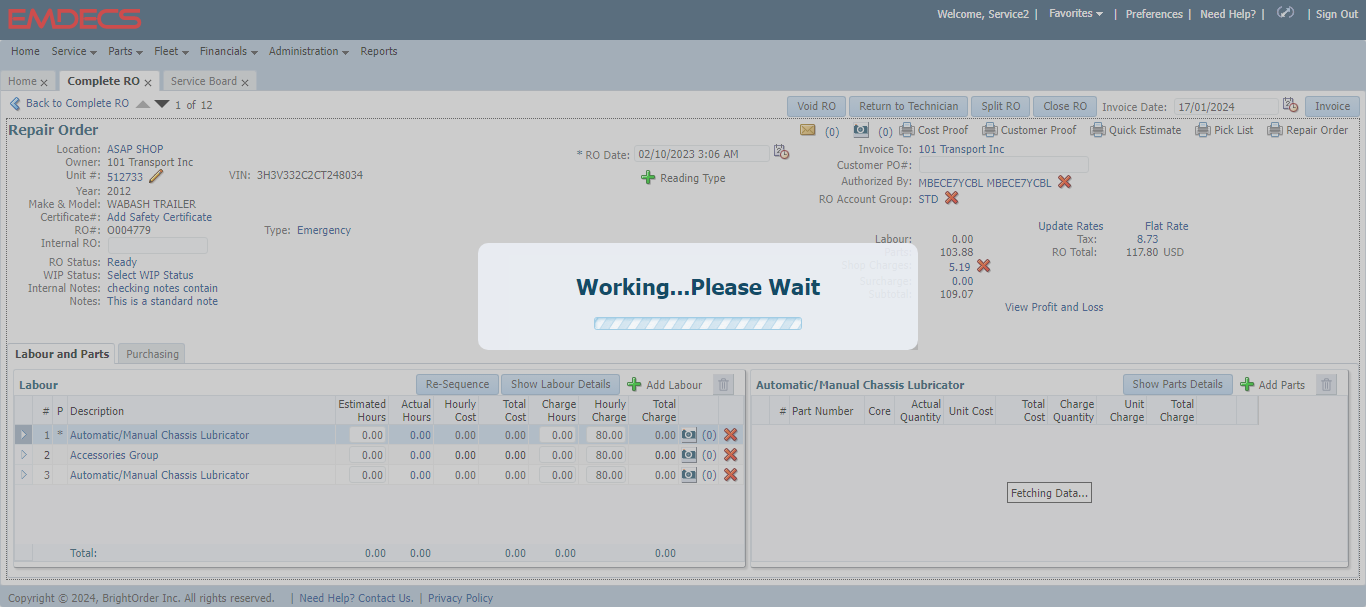 EMDECS
Welcome, Service2 | Favorites | Preferences | Need Help? | | Sign Out
Home Service Parts Fleet Financials Administration Reports
Home Complete RO Service Board
Back to Complete RO 1 of 12 Void RO Return to Technician Split RO Close RO Invoice Date: 17/01/2024 Invoice
Repair Order (0) (0) Cost Proof Customer Proof Quick Estimate Pick List Repair Order
Location: ASAP SHOP
Owner: 101 Transport Inc
Unit #: 512733 VIN: 3H3V332C2CT248034
Year: 2012
Make & Model: WABASH TRAILER
Certificate#: Add Safety Certificate
RO#: O004779 Type: Emergency
Internal RO:
RO Status: Ready
WIP Status: Select WIP Status
Internal Notes: checking notes contain
Notes: This is a standard note
* RO Date: 02/10/2023 3:06 AM
Reading Type
Invoice To: 101 Transport Inc
Customer PO#:
Authorized By: MBECE7YCBL MBECE7YCBL
RO Account Group: STD
Update Rates Flat Rate
Labour: 0.00 Tax: 8.73
Parts: 103.88 RO Total: 117.80 USD
Shop Charges: 5.19
Surcharge: 0.00
Subtotal: 109.07
View Profit and Loss
Working...Please Wait
Labour and Parts Purchasing
Labour Re-Sequence Show Labour Details Add Labour
# P Description Estimated Hours Actual Hours Hourly Cost Total Cost Charge Hours Hourly Charge Total Charge
1 * Automatic/Manual Chassis Lubricator 0.00 0.00 0.00 0.00 0.00 80.00 0.00 (0)
2 Accessories Group 0.00 0.00 0.00 0.00 0.00 80.00 0.00 (0)
3 Automatic/Manual Chassis Lubricator 0.00 0.00 0.00 0.00 0.00 80.00 0.00 (0)
Total: 0.00 0.00 0.00 0.00 0.00
Automatic/Manual Chassis Lubricator Show Parts Details Add Parts
# Part Number Core Actual Quantity Unit Cost Total Cost Charge Quantity Unit Charge Total Charge
Fetching Data...
Copyright © 2024, BrightOrder Inc. All rights reserved. | Need Help? Contact Us. | Privacy Policy